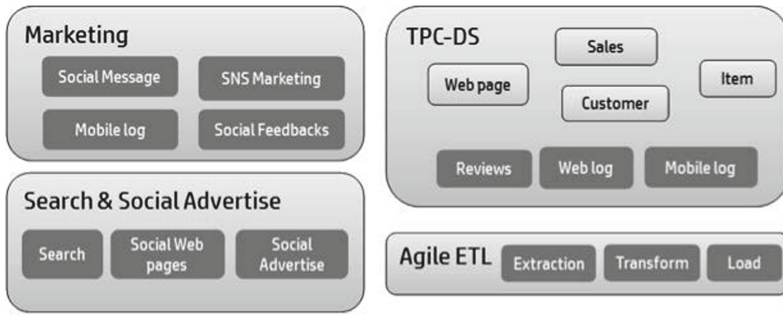 Marketing
Social Message
SNS Marketing
Mobile log
Social Feedbacks
Search & Social Advertise
Search
Social Web
pages
Social
Advertise
TPC-DS
Sales
Web page
Item
Customer
Reviews
Web log
Mobile log
Agile ETL
Extraction
Transform
Load